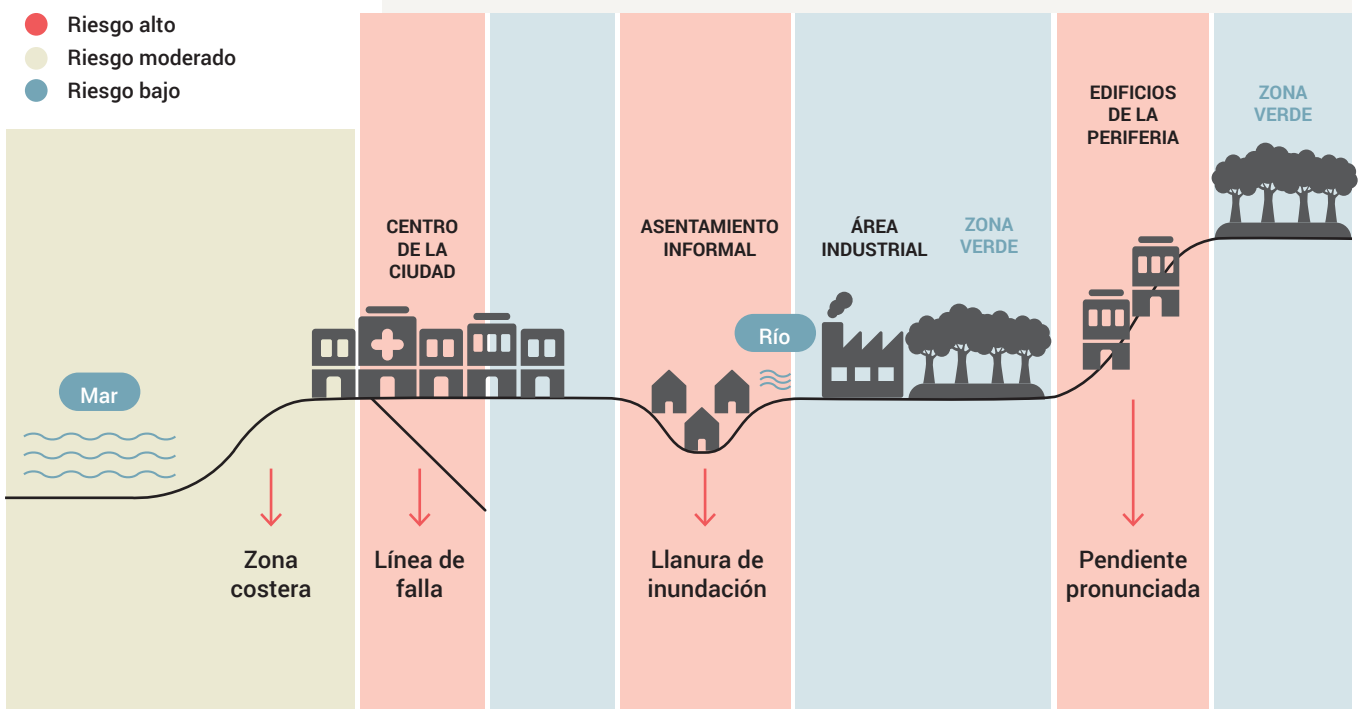 Riesgo alto
Riesgo moderado
Riesgo bajo
EDIFICIOS
DE LA
PERIFERIA
ZONA
VERDE
CENTRO
DE LA
CIUDAD
ASENTAMIENTO
INFORMAL
ÁREA
INDUSTRIAL
ZONA
VERDE
Río
Mar
Zona
costera
Línea de
falla
Llanura de
inundación
Pendiente
pronunciada